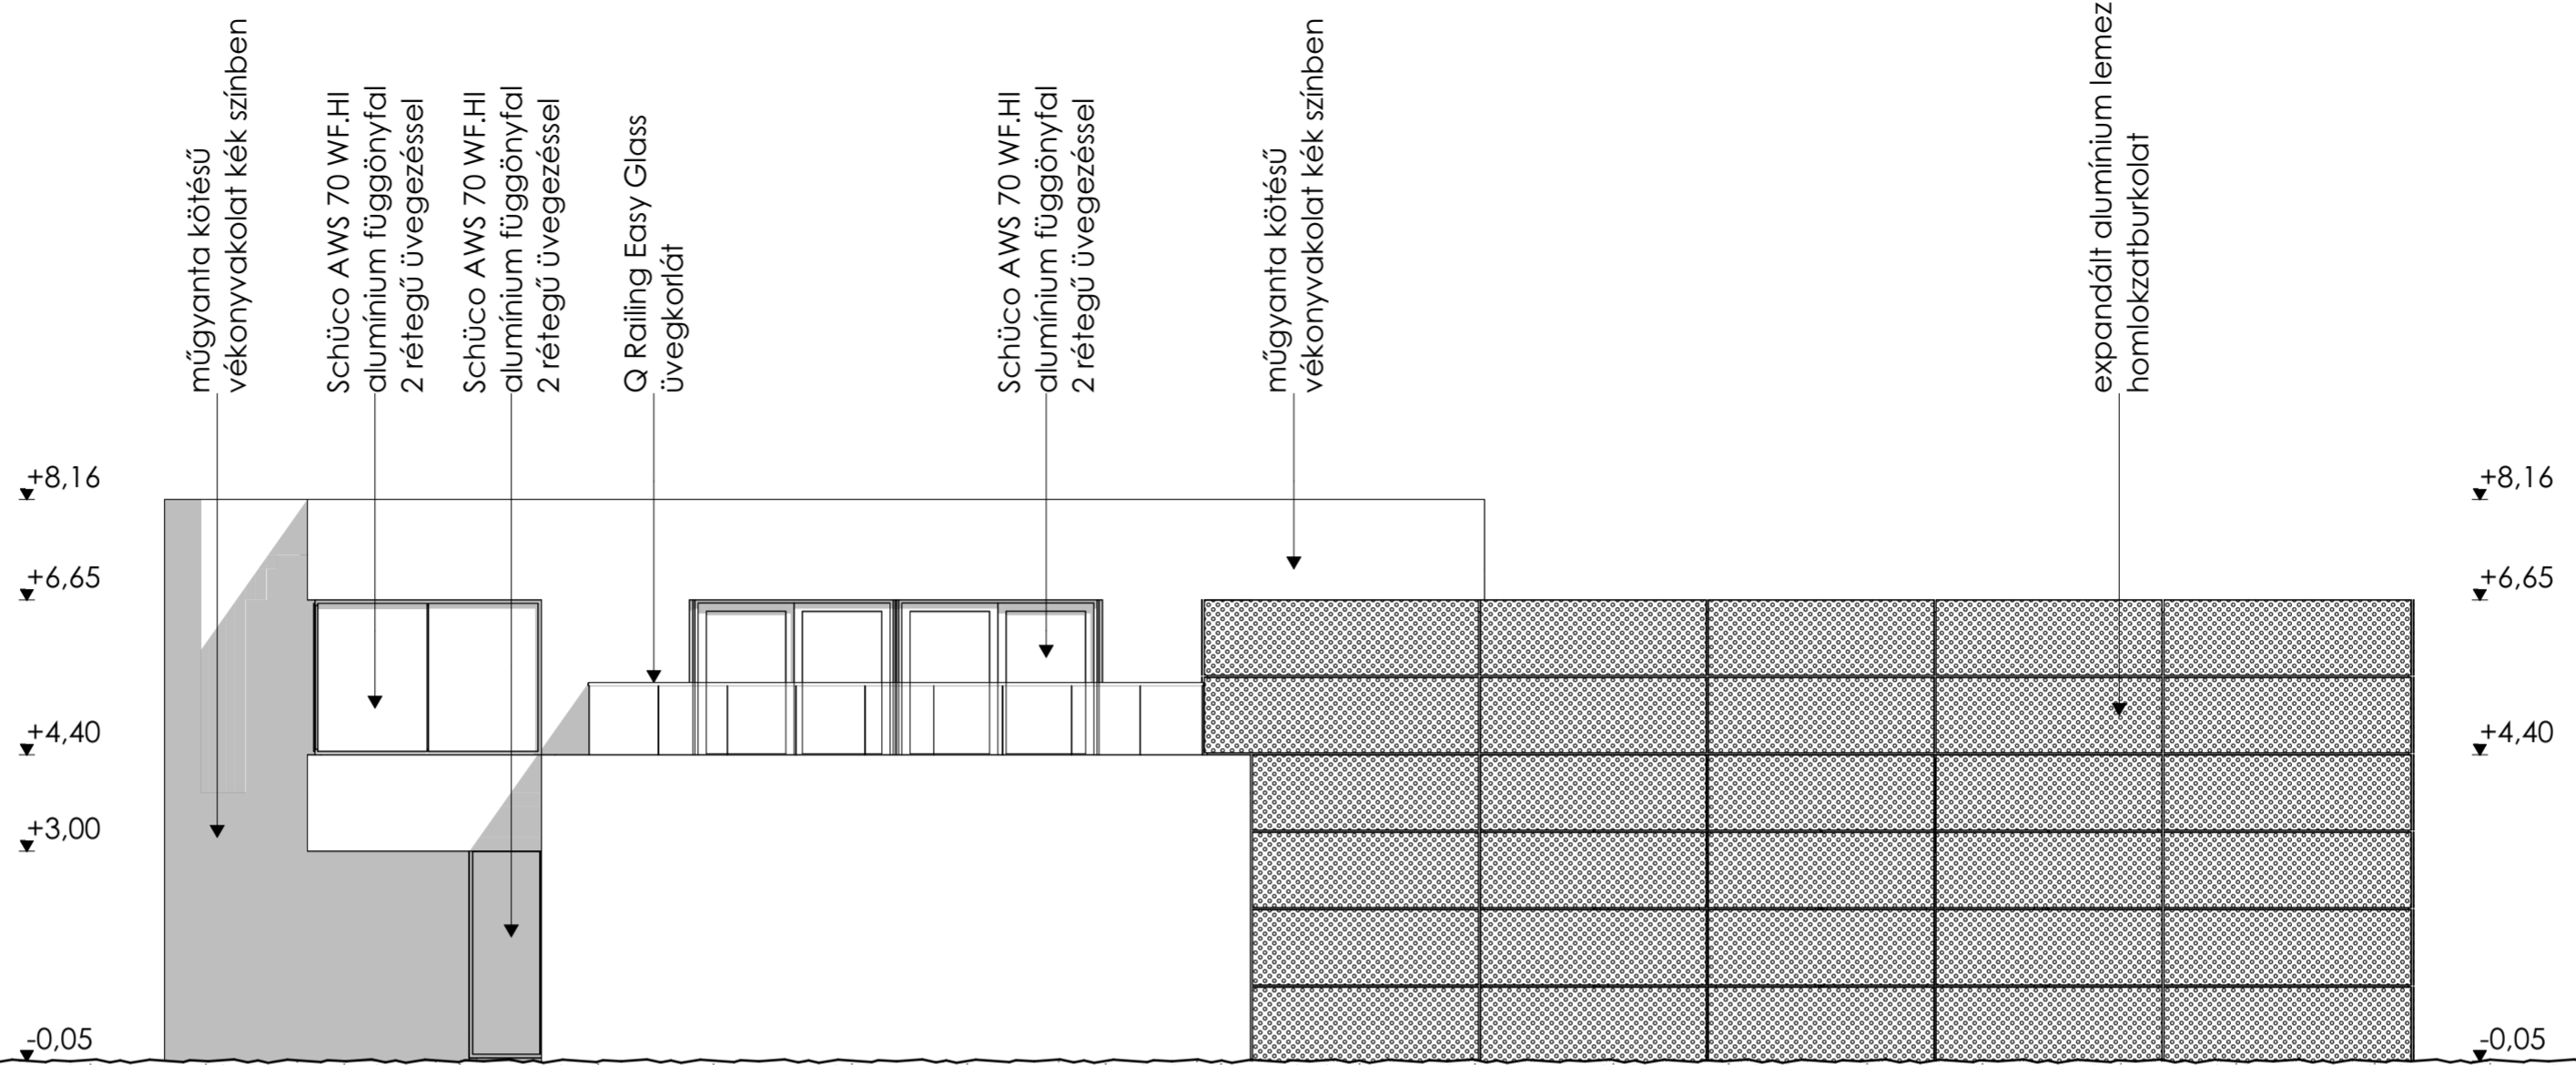 műgyanta kötésű
vékonyvakolat kék színben
Schüco AWS 70 WF.HI
alumínium függönyfal
2 rétegű üvegezéssel
Schüco AWS 70 WF.HI
alumínium függönyfal
2 rétegű üvegezéssel
Q Railing Easy Glass
üvegkorlát
Schüco AWS 70 WF.HI
alumínium függönyfal
2 rétegű üvegezéssel
műgyanta kötésű
vékonyvakolat kék színben
expandált alumínium lemez
homlokzatburkolat
+8,16
+6,65
+4,40
+3,00
-0,05
+8,16
+6,65
+4,40
-0,05